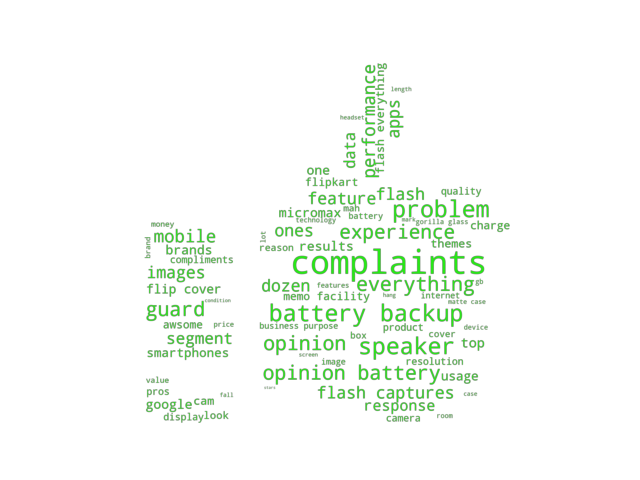 performance
flash everything
length
apps
headset
data
one
flipkart
feature
flash
quality
micromax
mah
battery
problem
technology
mark
gorilla glass
charge
money
mobile
lot
ones
experience
brand
brands
reason
results
themes
compliments
complaints
images
condition
flip cover
dozen
features
everything
gb
memo
facility
hang
internet
matte case
guard
battery backup
awsome
price
business purpose
product
device
segment
box
cover
opinion
speaker
top
smartphones
screen
image
resolution
value
opinion battery
usage
pros
stars
fall
flash captures
case
google
cam
response
display
look
camera
room